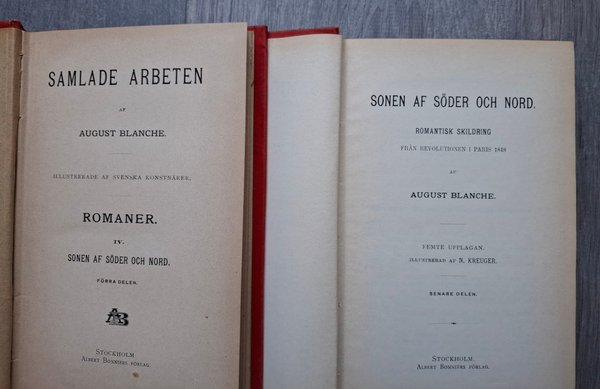 SAMLADE ARBETEN
AF
AUGUST BLANCHE.
ILLUSTRERADE AF SVENSKA KONSTNÄRER.
ROMANER.
IV.
SONEN AF SÖDER OCH NORD.
FÖRRA DELEN.
AB
STOCKHOLM
ALBERT BONNIERS FÖRLAG.
SONEN AF SÖDER OCH NORD.
ROMANTISK SKILDRING
FRÅN REVOLUTIONEN I PARIS 1848
AF
AUGUST BLANCHE.
FEMTE UPPLAGAN.
ILLUSTRERAD AF N. KREUGER.
SENARE DELEN.
STOCKHOLM
ALBERT BONNIERS FÖRLAG.